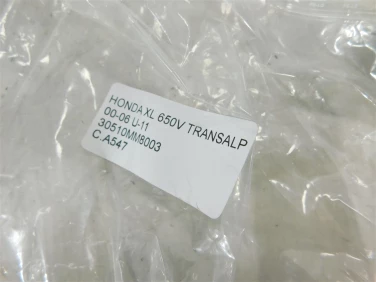 HONDA XL 650V TRANSALP
00-06 U-11
30510MM8003
C.A547